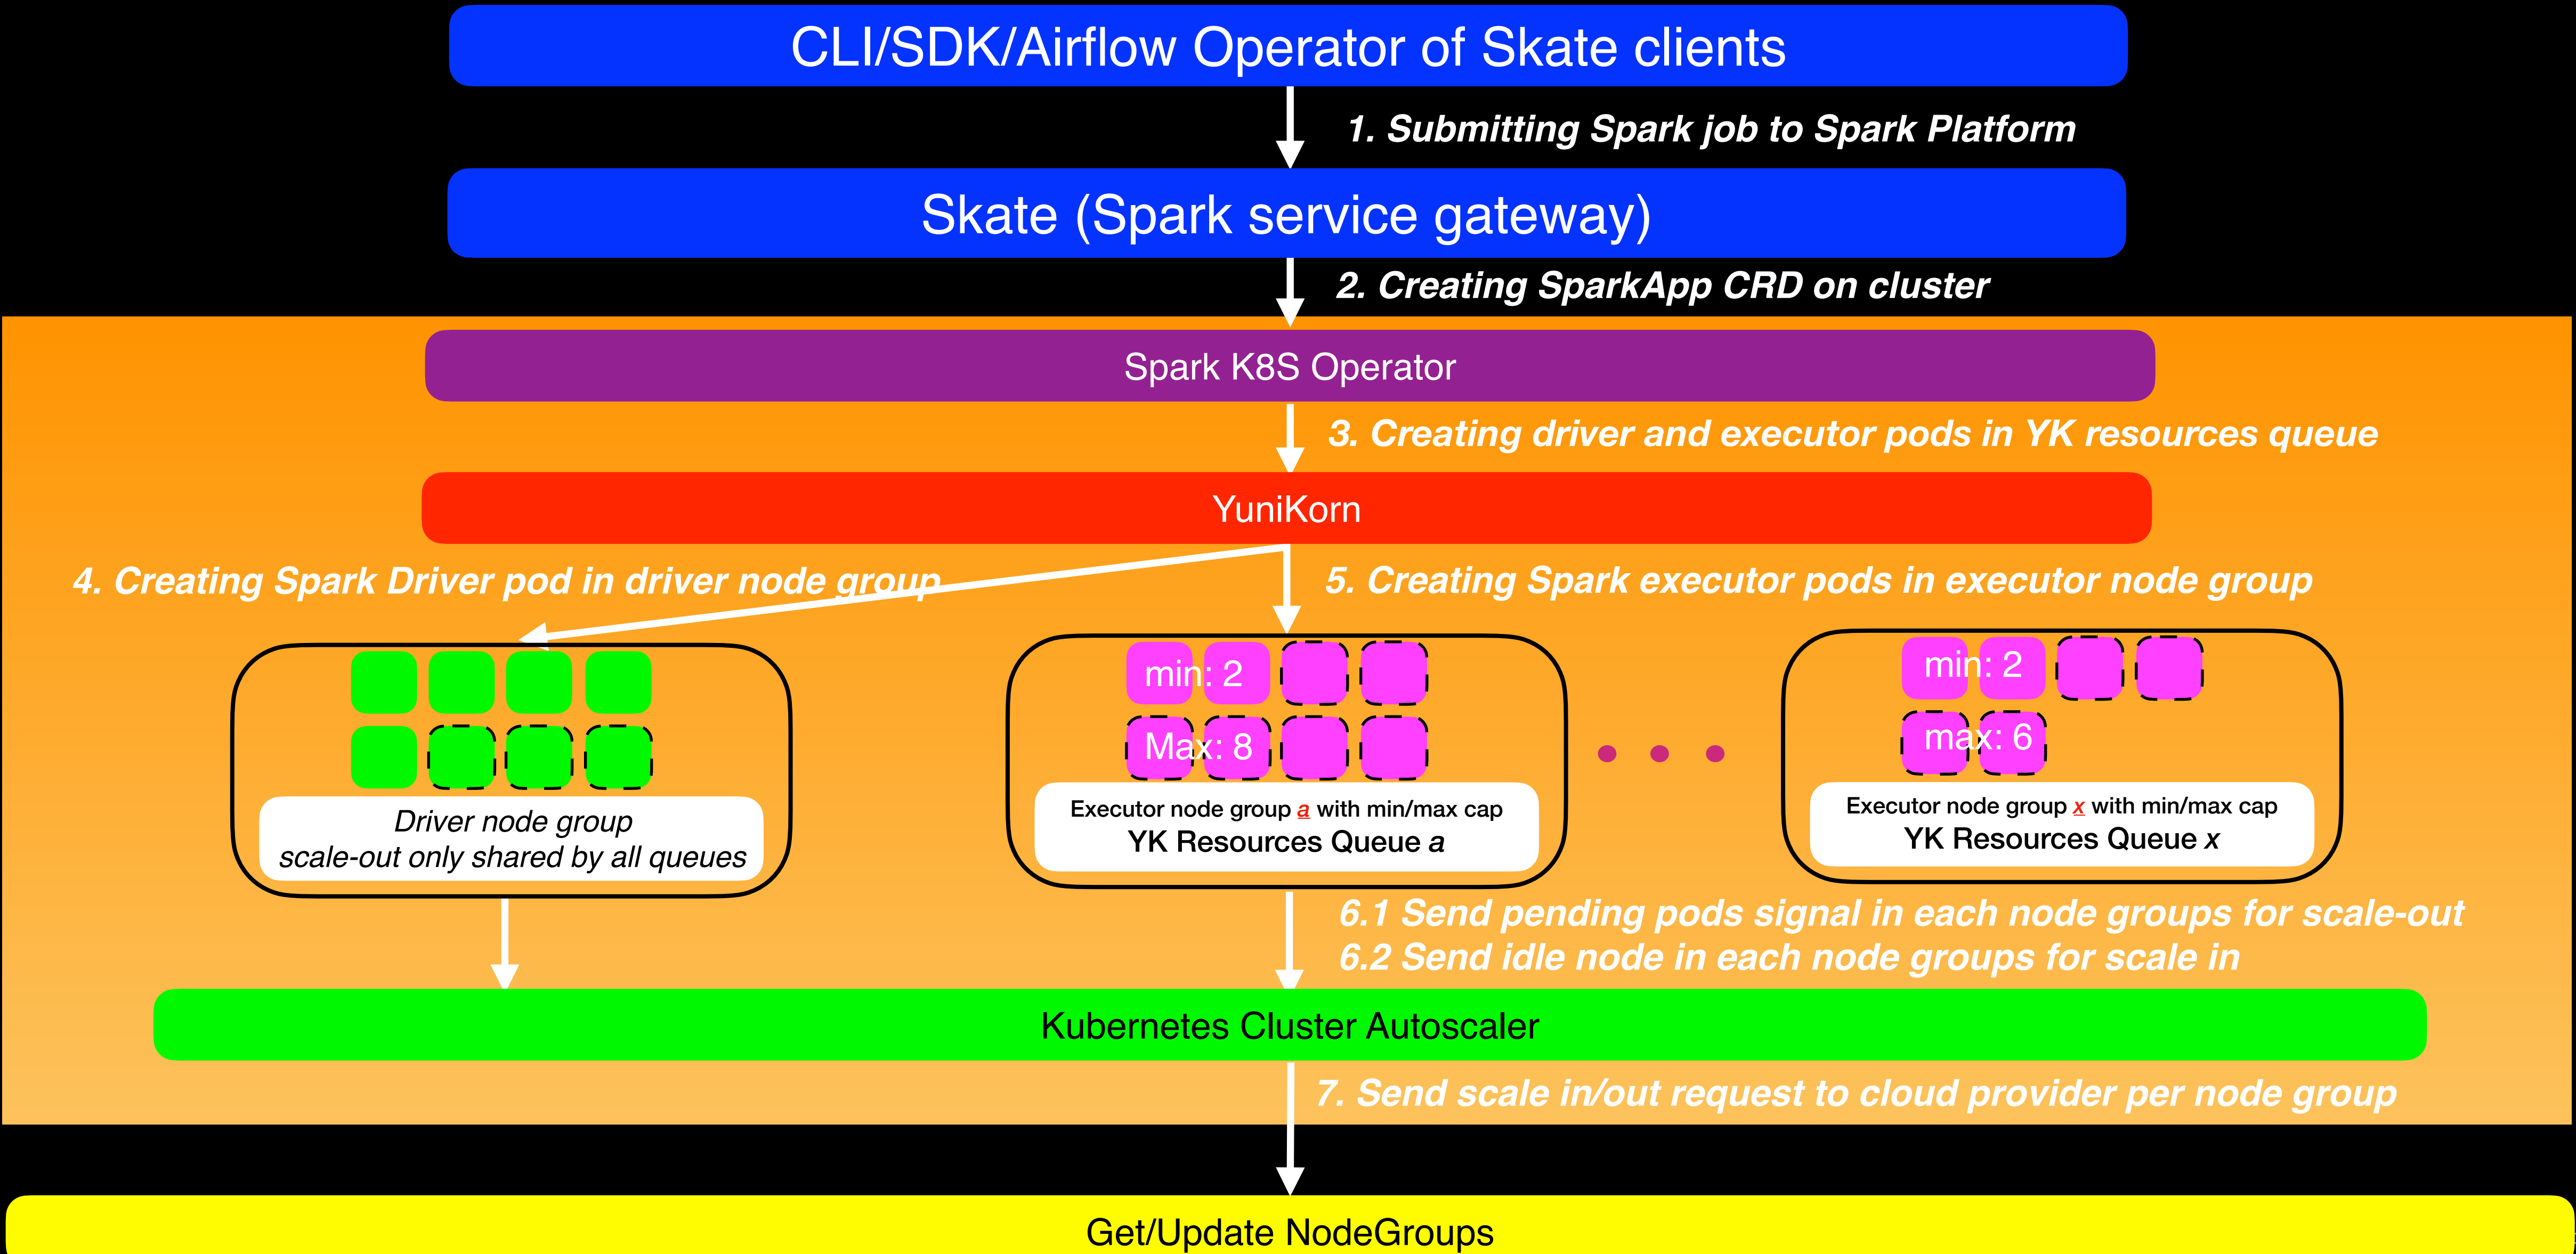 CLI/SDK/Airflow Operator of Skate clients
1. Submitting Spark job to Spark Platform
Skate (Spark service gateway)
2. Creating SparkApp CRD on cluster
Spark K8S Operator
3. Creating driver and executor pods in YK resources queue
YuniKorn
4. Creating Spark Driver pod in driver node group
5. Creating Spark executor pods in executor node group
Driver node group
scale-out only shared by all queues
min: 2
Max: 8
Executor node group a with min/max cap
YK Resources Queue a
min: 2
max: 6
Executor node group x with min/max cap
YK Resources Queue x
6.1 Send pending pods signal in each node groups for scale-out
6.2 Send idle node in each node groups for scale in
Kubernetes Cluster Autoscaler
7. Send scale in/out request to cloud provider per node group
Get/Update NodeGroups